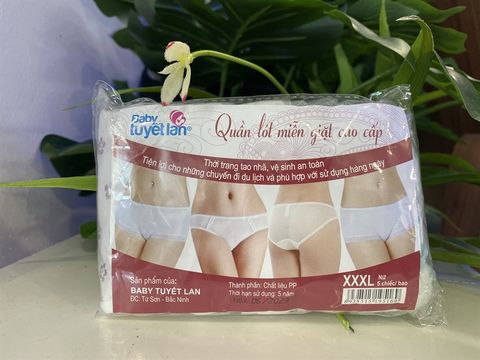 Baby
tuyết lan®
Quần lót miễn giặt cao cấp
Thời trang tao nhã, vệ sinh an toàn
Tiện lợi cho những chuyến đi du lịch và phù hợp với sử dụng hàng ngày
Sản phẩm của:
BABY TUYẾT LAN
ĐC: Từ Sơn - Bắc Ninh
Thành phần: Chất liệu PP
Thời hạn sử dụng: 5 năm
XXXL
Nữ
5 chiếc/ bao